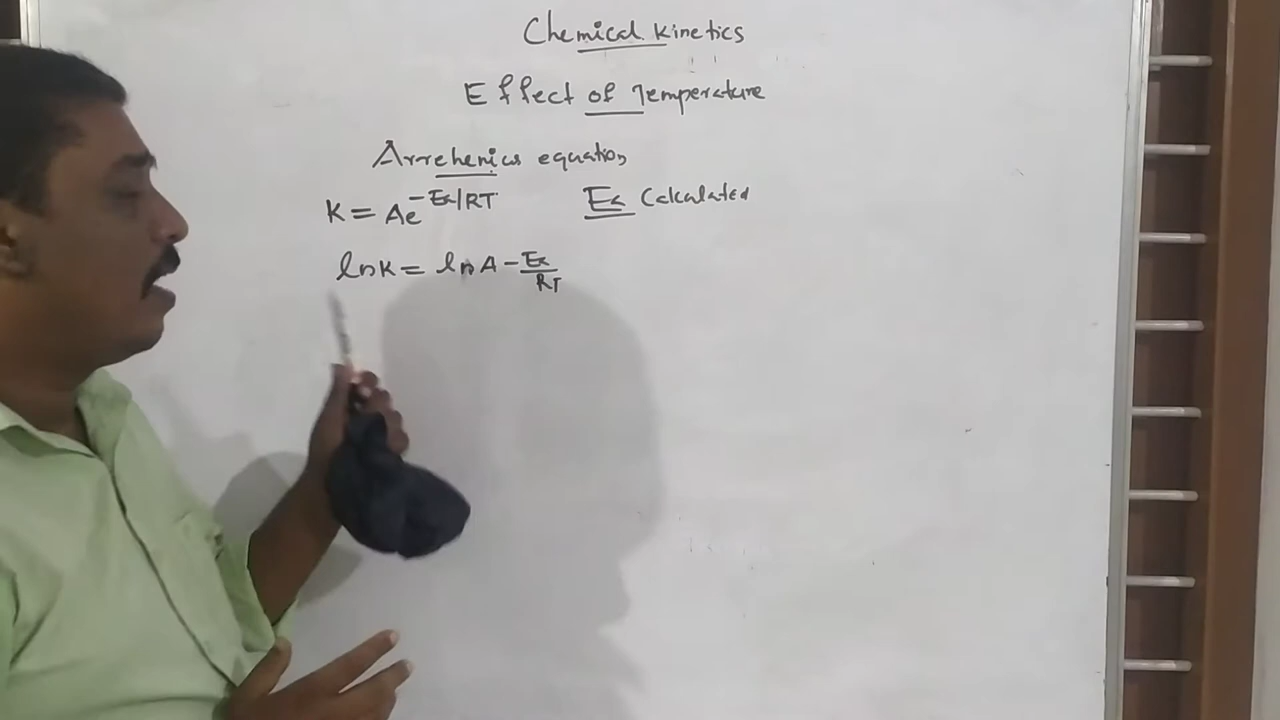 Chemical Kinetics
Effect of Temperature
Arrehenius equation
K = Ae^-Ea/RT Ea Calculated
ln K = ln A - Ea/RT